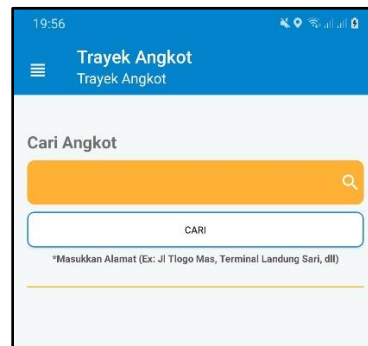 19:56
Trayek Angkot
Trayek Angkot
Cari Angkot
CARI
*Masukkan Alamat (Ex: Jl Tlogo Mas, Terminal Landung Sari, dll)